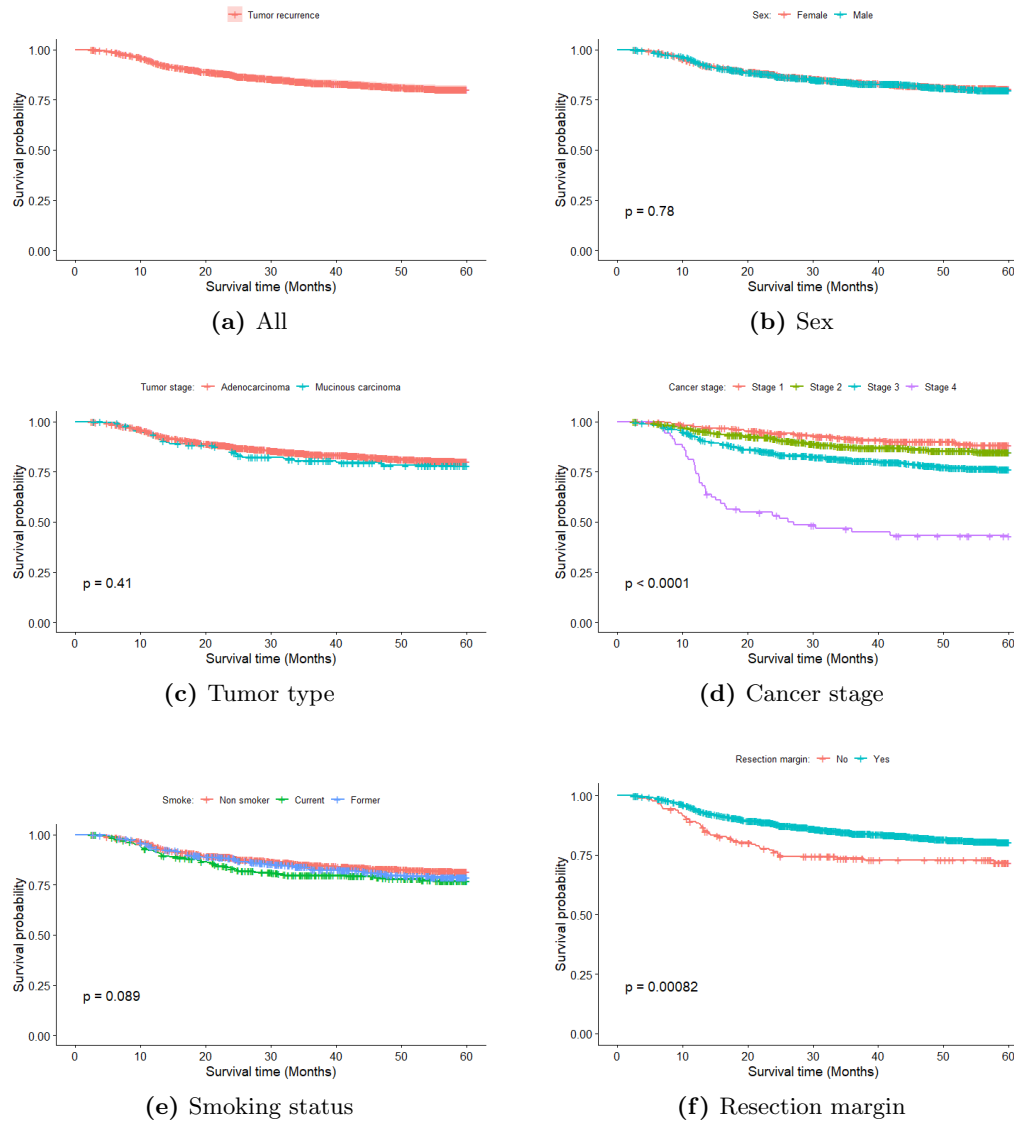 Tumor recurrence
Survival probability
1.00
0.75
0.50
0.25
0.00
0 10 20 30 40 50 60
Survival time (Months)
(a) All
Sex: Female Male
Survival probability
1.00
0.75
0.50
0.25
0.00
p = 0.78
0 10 20 30 40 50 60
Survival time (Months)
(b) Sex
Tumor stage: Adenocarcinoma Mucinous carcinoma
Survival probability
1.00
0.75
0.50
0.25
0.00
p = 0.41
0 10 20 30 40 50 60
Survival time (Months)
(c) Tumor type
Cancer stage: Stage 1 Stage 2 Stage 3 Stage 4
Survival probability
1.00
0.75
0.50
0.25
0.00
p < 0.0001
0 10 20 30 40 50 60
Survival time (Months)
(d) Cancer stage
Smoke: Non smoker Current Former
Survival probability
1.00
0.75
0.50
0.25
0.00
p = 0.089
0 10 20 30 40 50 60
Survival time (Months)
(e) Smoking status
Resection margin: No Yes
Survival probability
1.00
0.75
0.50
0.25
0.00
p = 0.00082
0 10 20 30 40 50 60
Survival time (Months)
(f) Resection margin